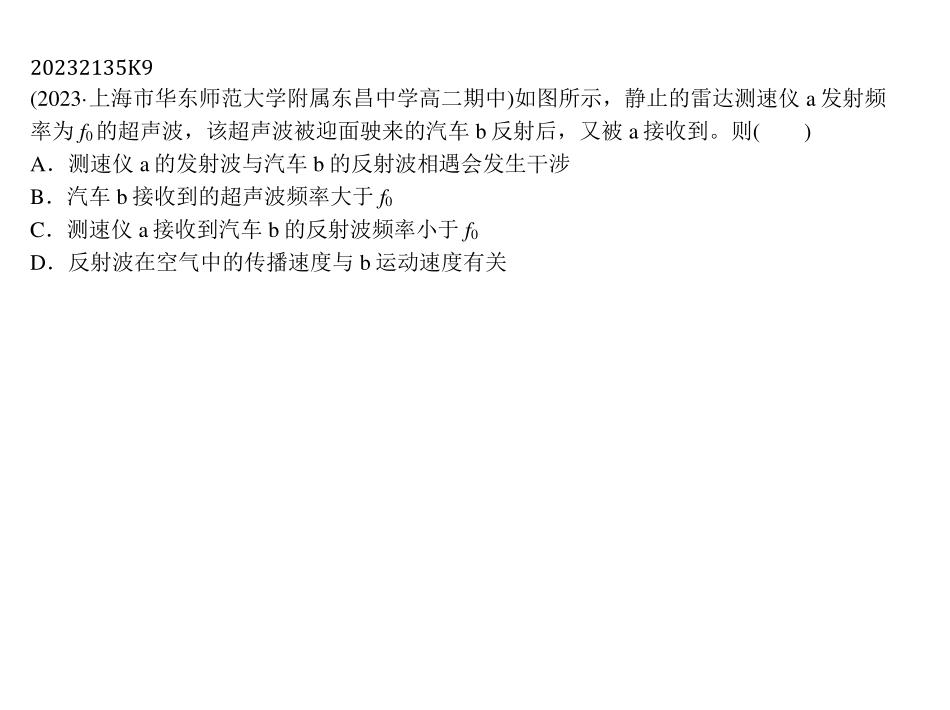 20232135K9
(2023·上海市华东师范大学附属东昌中学高二期中)如图所示，静止的雷达测速仪 a 发射频
率为 f0 的超声波，该超声波被迎面驶来的汽车 b 反射后，又被 a 接收到。则(　　)
A．测速仪 a 的发射波与汽车 b 的反射波相遇会发生干涉
B．汽车 b 接收到的超声波频率大于 f0
C．测速仪 a 接收到汽车 b 的反射波频率小于 f0
D．反射波在空气中的传播速度与 b 运动速度有关